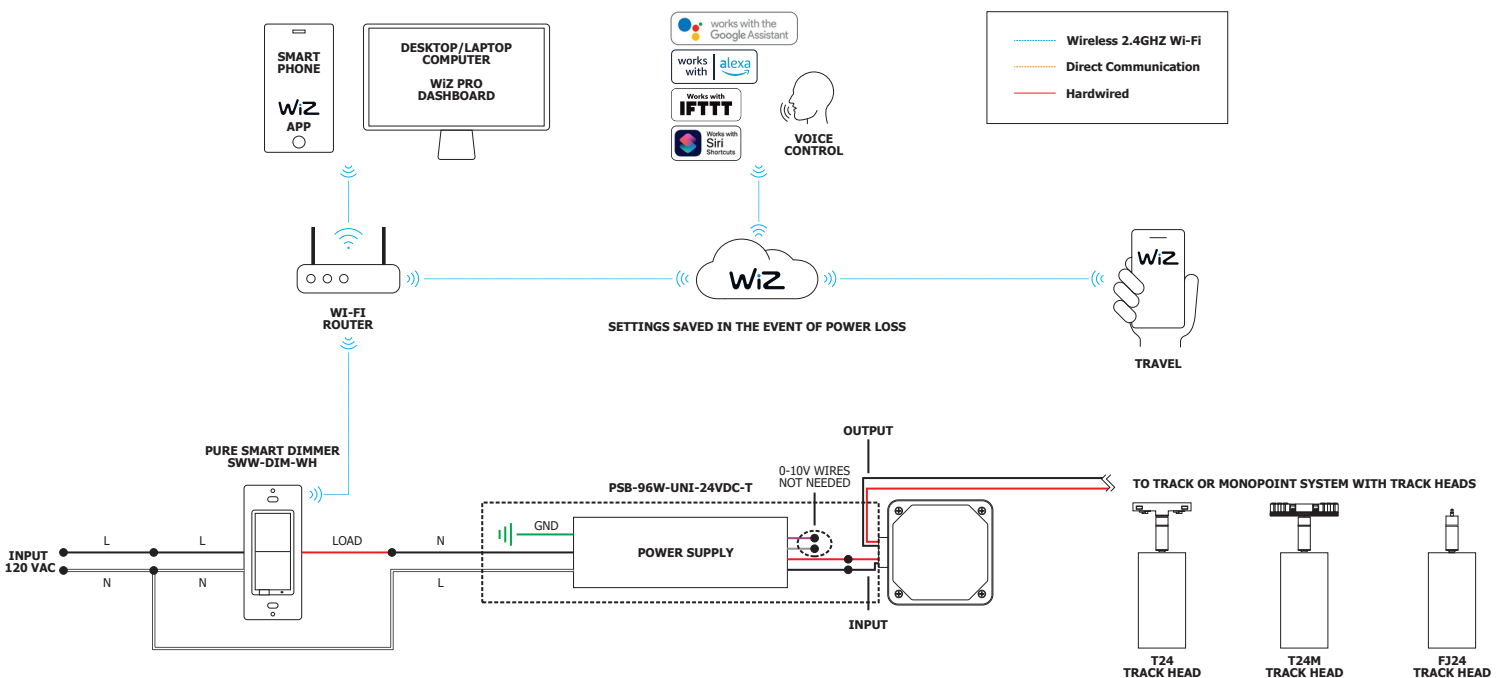 SMART
PHONE
WiZ
APP
DESKTOP/LAPTOP
COMPUTER
WiZ PRO
DASHBOARD
works with the
Google Assistant
works
with
alexa
Works with
IFTTT
Works with
Siri
Shortcuts
VOICE
CONTROL
Wireless 2.4GHZ Wi-Fi
Direct Communication
Hardwired
WI-FI
ROUTER
WiZ
SETTINGS SAVED IN THE EVENT OF POWER LOSS
WiZ
TRAVEL
PURE SMART DIMMER
SWW-DIM-WH
INPUT
120 VAC
L
L
LOAD
N
N
N
L
PSB-96W-UNI-24VDC-T
GND
POWER SUPPLY
0-10V WIRES
NOT NEEDED
OUTPUT
INPUT
TO TRACK OR MONOPOINT SYSTEM WITH TRACK HEADS
T24
TRACK HEAD
T24M
TRACK HEAD
FJ24
TRACK HEAD